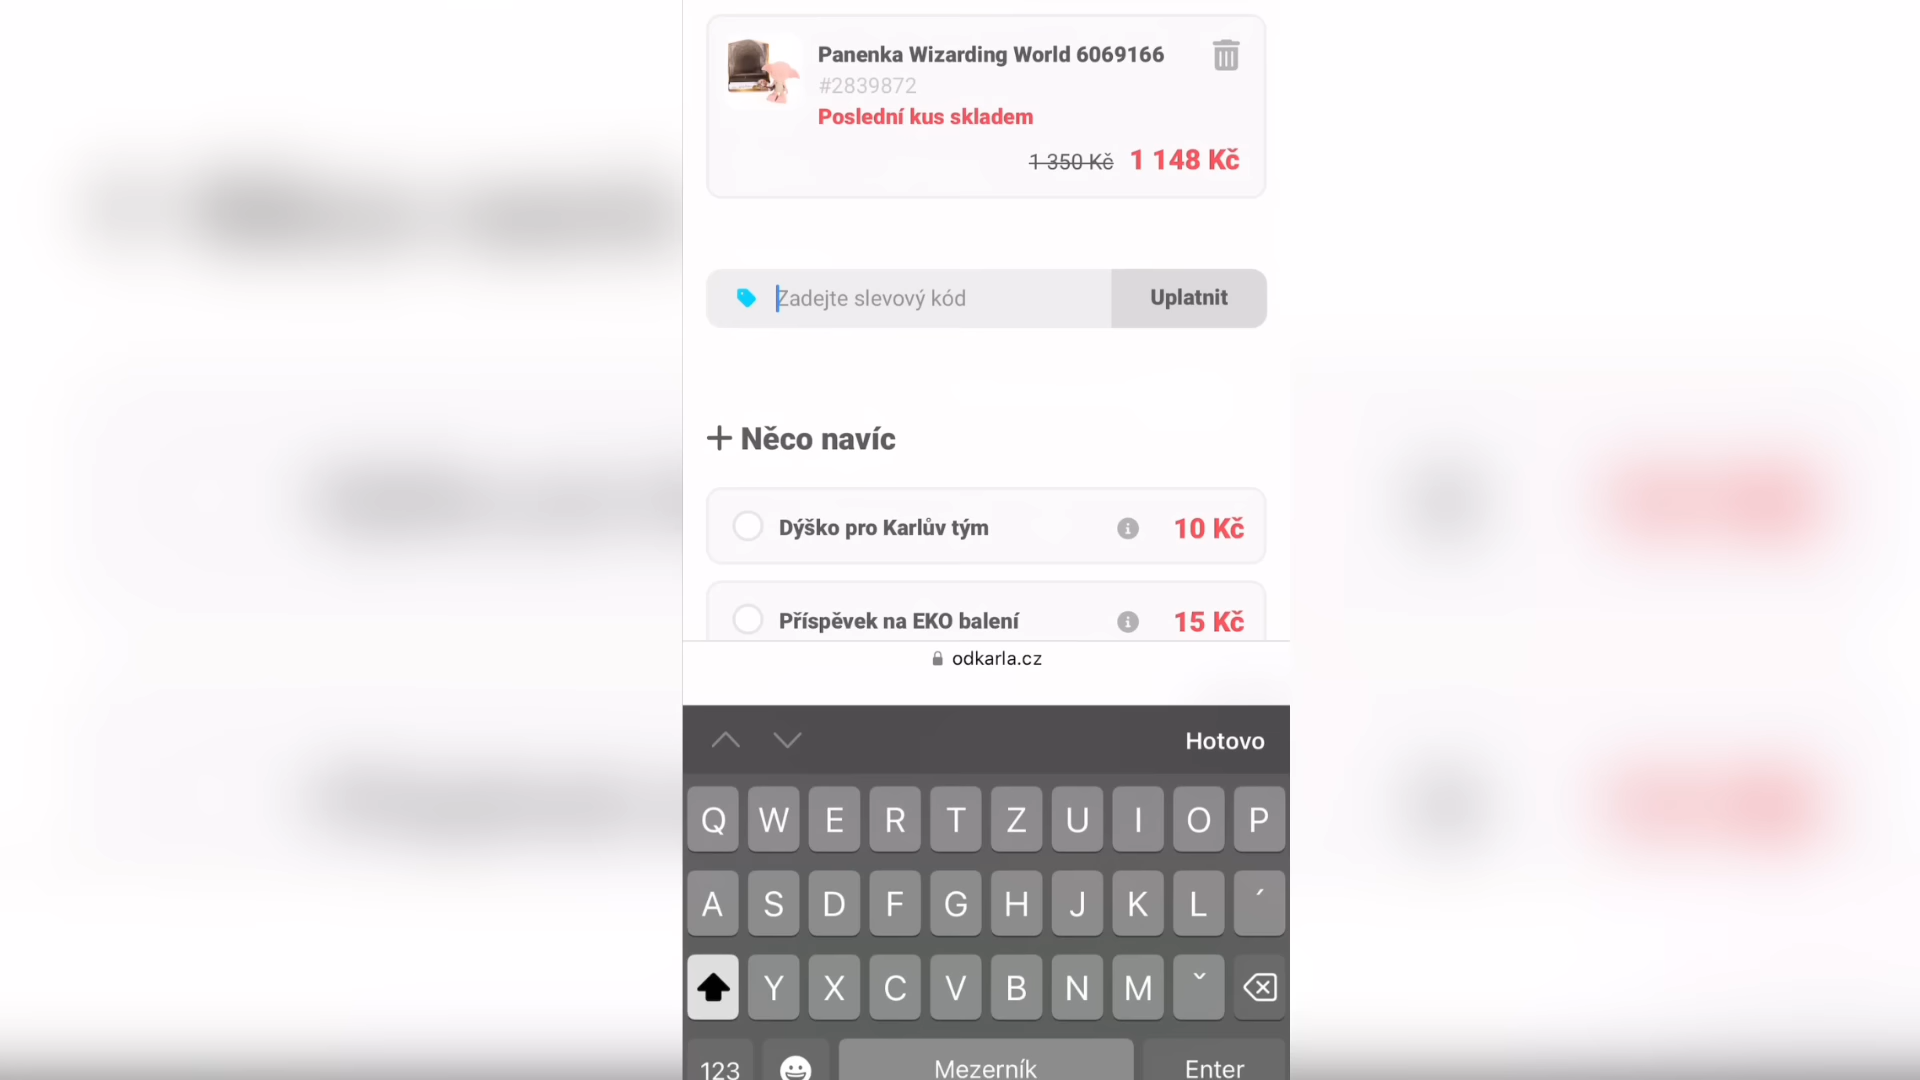 Panenka Wizarding World 6069166
#2839872
Poslední kus skladem
1 350 Kč 1 148 Kč
Zadejte slevový kód Uplatnit
+ Něco navíc
Dýško pro Karlův tým 10 Kč
Příspěvek na EKO balení 15 Kč
odkarla.cz
Hotovo
Q W E R T Z U I O P
A S D F G H J K L ´
Y X C V B N M ˇ
123 Mezerník Enter